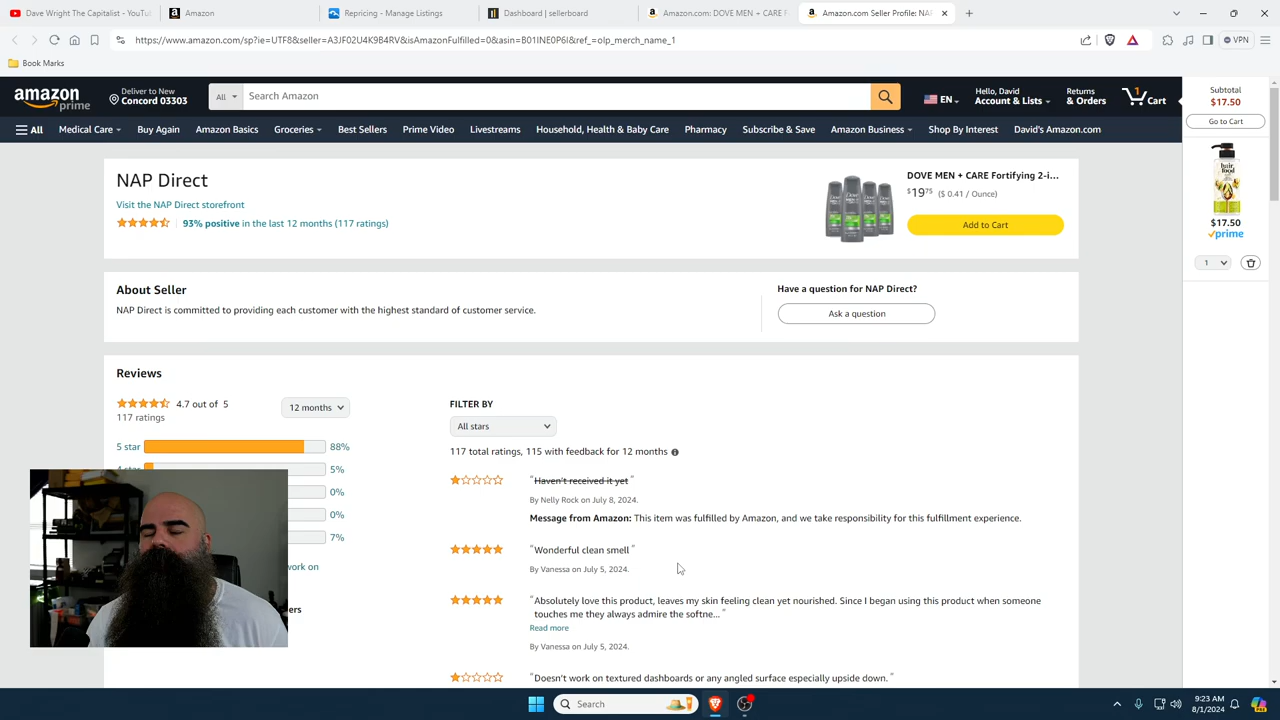 Dave Wright The Capitalist - YouTu
Amazon
Repricing - Manage Listings
Dashboard | sellerboard
Amazon.com: DOVE MEN + CARE F
Amazon.com Seller Profile: NA
https://www.amazon.com/sp?ie=UTF8&seller=A3JF02U4K9B4RV&isAmazonFulfilled=0&asin=B01INE0P6I&ref_=olp_merch_name_1
VPN
Book Marks
amazon prime
Deliver to New
Concord 03303
All
Search Amazon
EN
Hello, David
Account & Lists
Returns
& Orders
1
Cart
All
Medical Care
Buy Again
Amazon Basics
Groceries
Best Sellers
Prime Video
Livestreams
Household, Health & Baby Care
Pharmacy
Subscribe & Save
Amazon Business
Shop By Interest
David's Amazon.com
Subtotal
$17.50
Go to Cart
hair food
$17.50
prime
1
NAP Direct
Visit the NAP Direct storefront
93% positive in the last 12 months (117 ratings)
DOVE MEN + CARE Fortifying 2-i...
$19⁷⁵ ($ 0.41 / Ounce)
Add to Cart
About Seller
NAP Direct is committed to providing each customer with the highest standard of customer service.
Have a question for NAP Direct?
Ask a question
Reviews
4.7 out of 5
12 months
117 ratings
5 star
88%
5%
0%
0%
7%
work on
FILTER BY
All stars
117 total ratings, 115 with feedback for 12 months
"Haven't received it yet"
By Nelly Rock on July 8, 2024.
Message from Amazon: This item was fulfilled by Amazon, and we take responsibility for this fulfillment experience.
"Wonderful clean smell"
By Vanessa on July 5, 2024.
"Absolutely love this product, leaves my skin feeling clean yet nourished. Since I began using this product when someone
touches me they always admire the softne..."
Read more
By Vanessa on July 5, 2024.
"Doesn't work on textured dashboards or any angled surface especially upside down."
Search
9:23 AM
8/1/2024